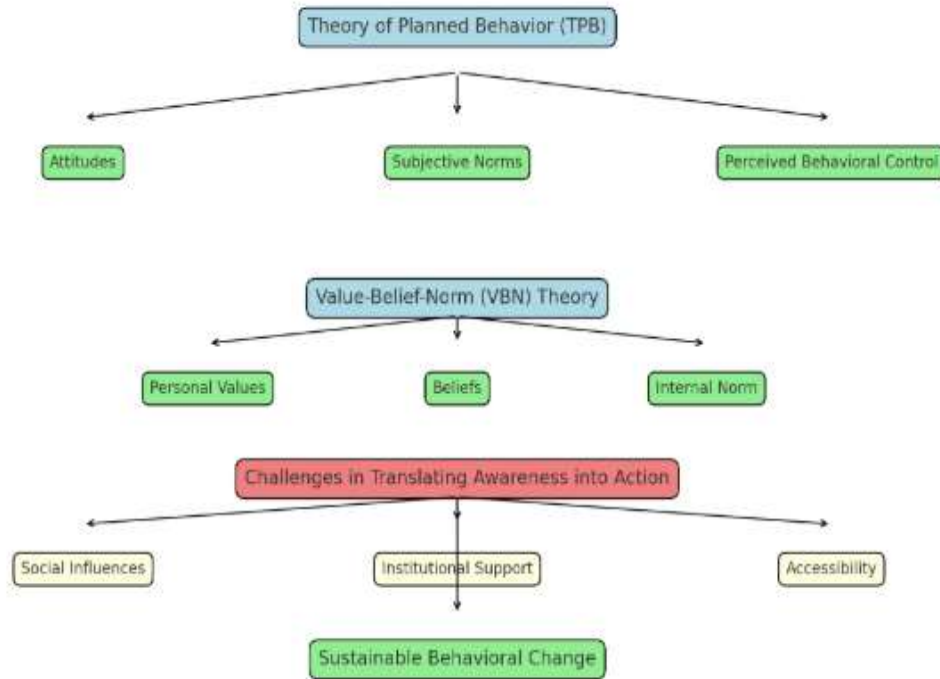 Theory of Planned Behavior (TPB)
Attitudes
Subjective Norms
Perceived Behavioral Control
Value-Belief-Norm (VBN) Theory
Personal Values
Beliefs
Internal Norm
Challenges in Translating Awareness into Action
Social Influences
Institutional Support
Accessibility
Sustainable Behavioral Change